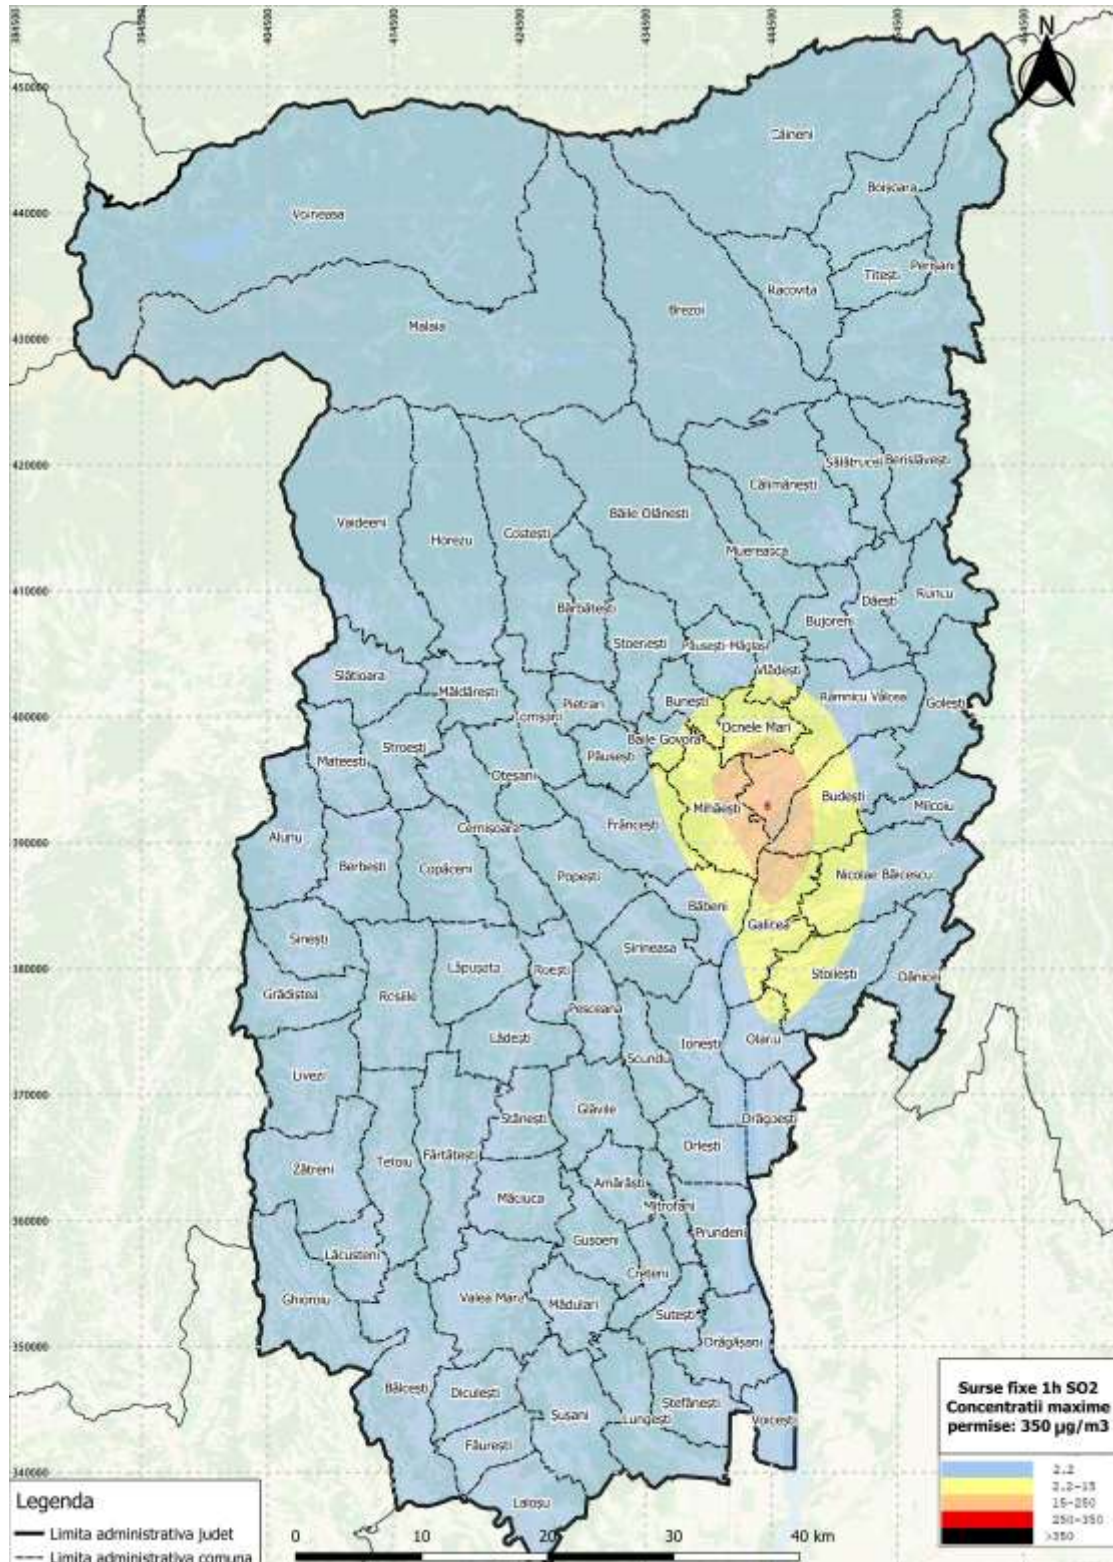 N
450000
Câineni
Boișoara
440000
Voineasa
Titești
Perișani
Racovița
Brezoi
Malaia
430000
420000
Sălătrucel
Berislăvești
Călimănești
Băile Olănești
Vaideeni
Costești
Horezu
Muereasca
410000
Runcu
Dăești
Bărbătești
Bujoreni
Stoenești
Păușești-Măglași
Vlădești
Slătioara
Măldărești
Râmnicu Vâlcea
Pietrari
Bunești
Golești
400000
Tomșani
Ocnele Mari
Băile Govora
Stroești
Păușești
Mateești
Oteșani
Budești
Mihăești
Milcoiu
Frâncești
Cernișoara
Alunu
390000
Berbești
Copăceni
Popești
Nicolae Bălcescu
Băbeni
Galicea
Sinești
Șirineasa
380000
Lăpușata
Roești
Stoilești
Dănicei
Grădiștea
Rosiile
Pesceana
Lădești
Ionești
Olanu
Scundu
Livezi
370000
Stănești
Glăvile
Drăgoești
Orlești
Zătreni
Tetoiu
Fârtătești
Amărăști
Măciuca
Mitrofani
360000
Prundeni
Gușoeni
Lăcusteni
Crețeni
Ghioroiu
Valea Mare
Mădulari
Sutești
350000
Drăgășani
Bălcești
Diculești
Ștefănești
Susani
Lungești
Voicești
Făurești
340000
Laloșu
Surse fixe 1h SO2
Concentratii maxime
permise: 350 µg/m3
2.2
2.2-15
15-250
250-350
>350
Legenda
Limita administrativa judet
Limita administrativa comuna
0 10 20 30 40 km